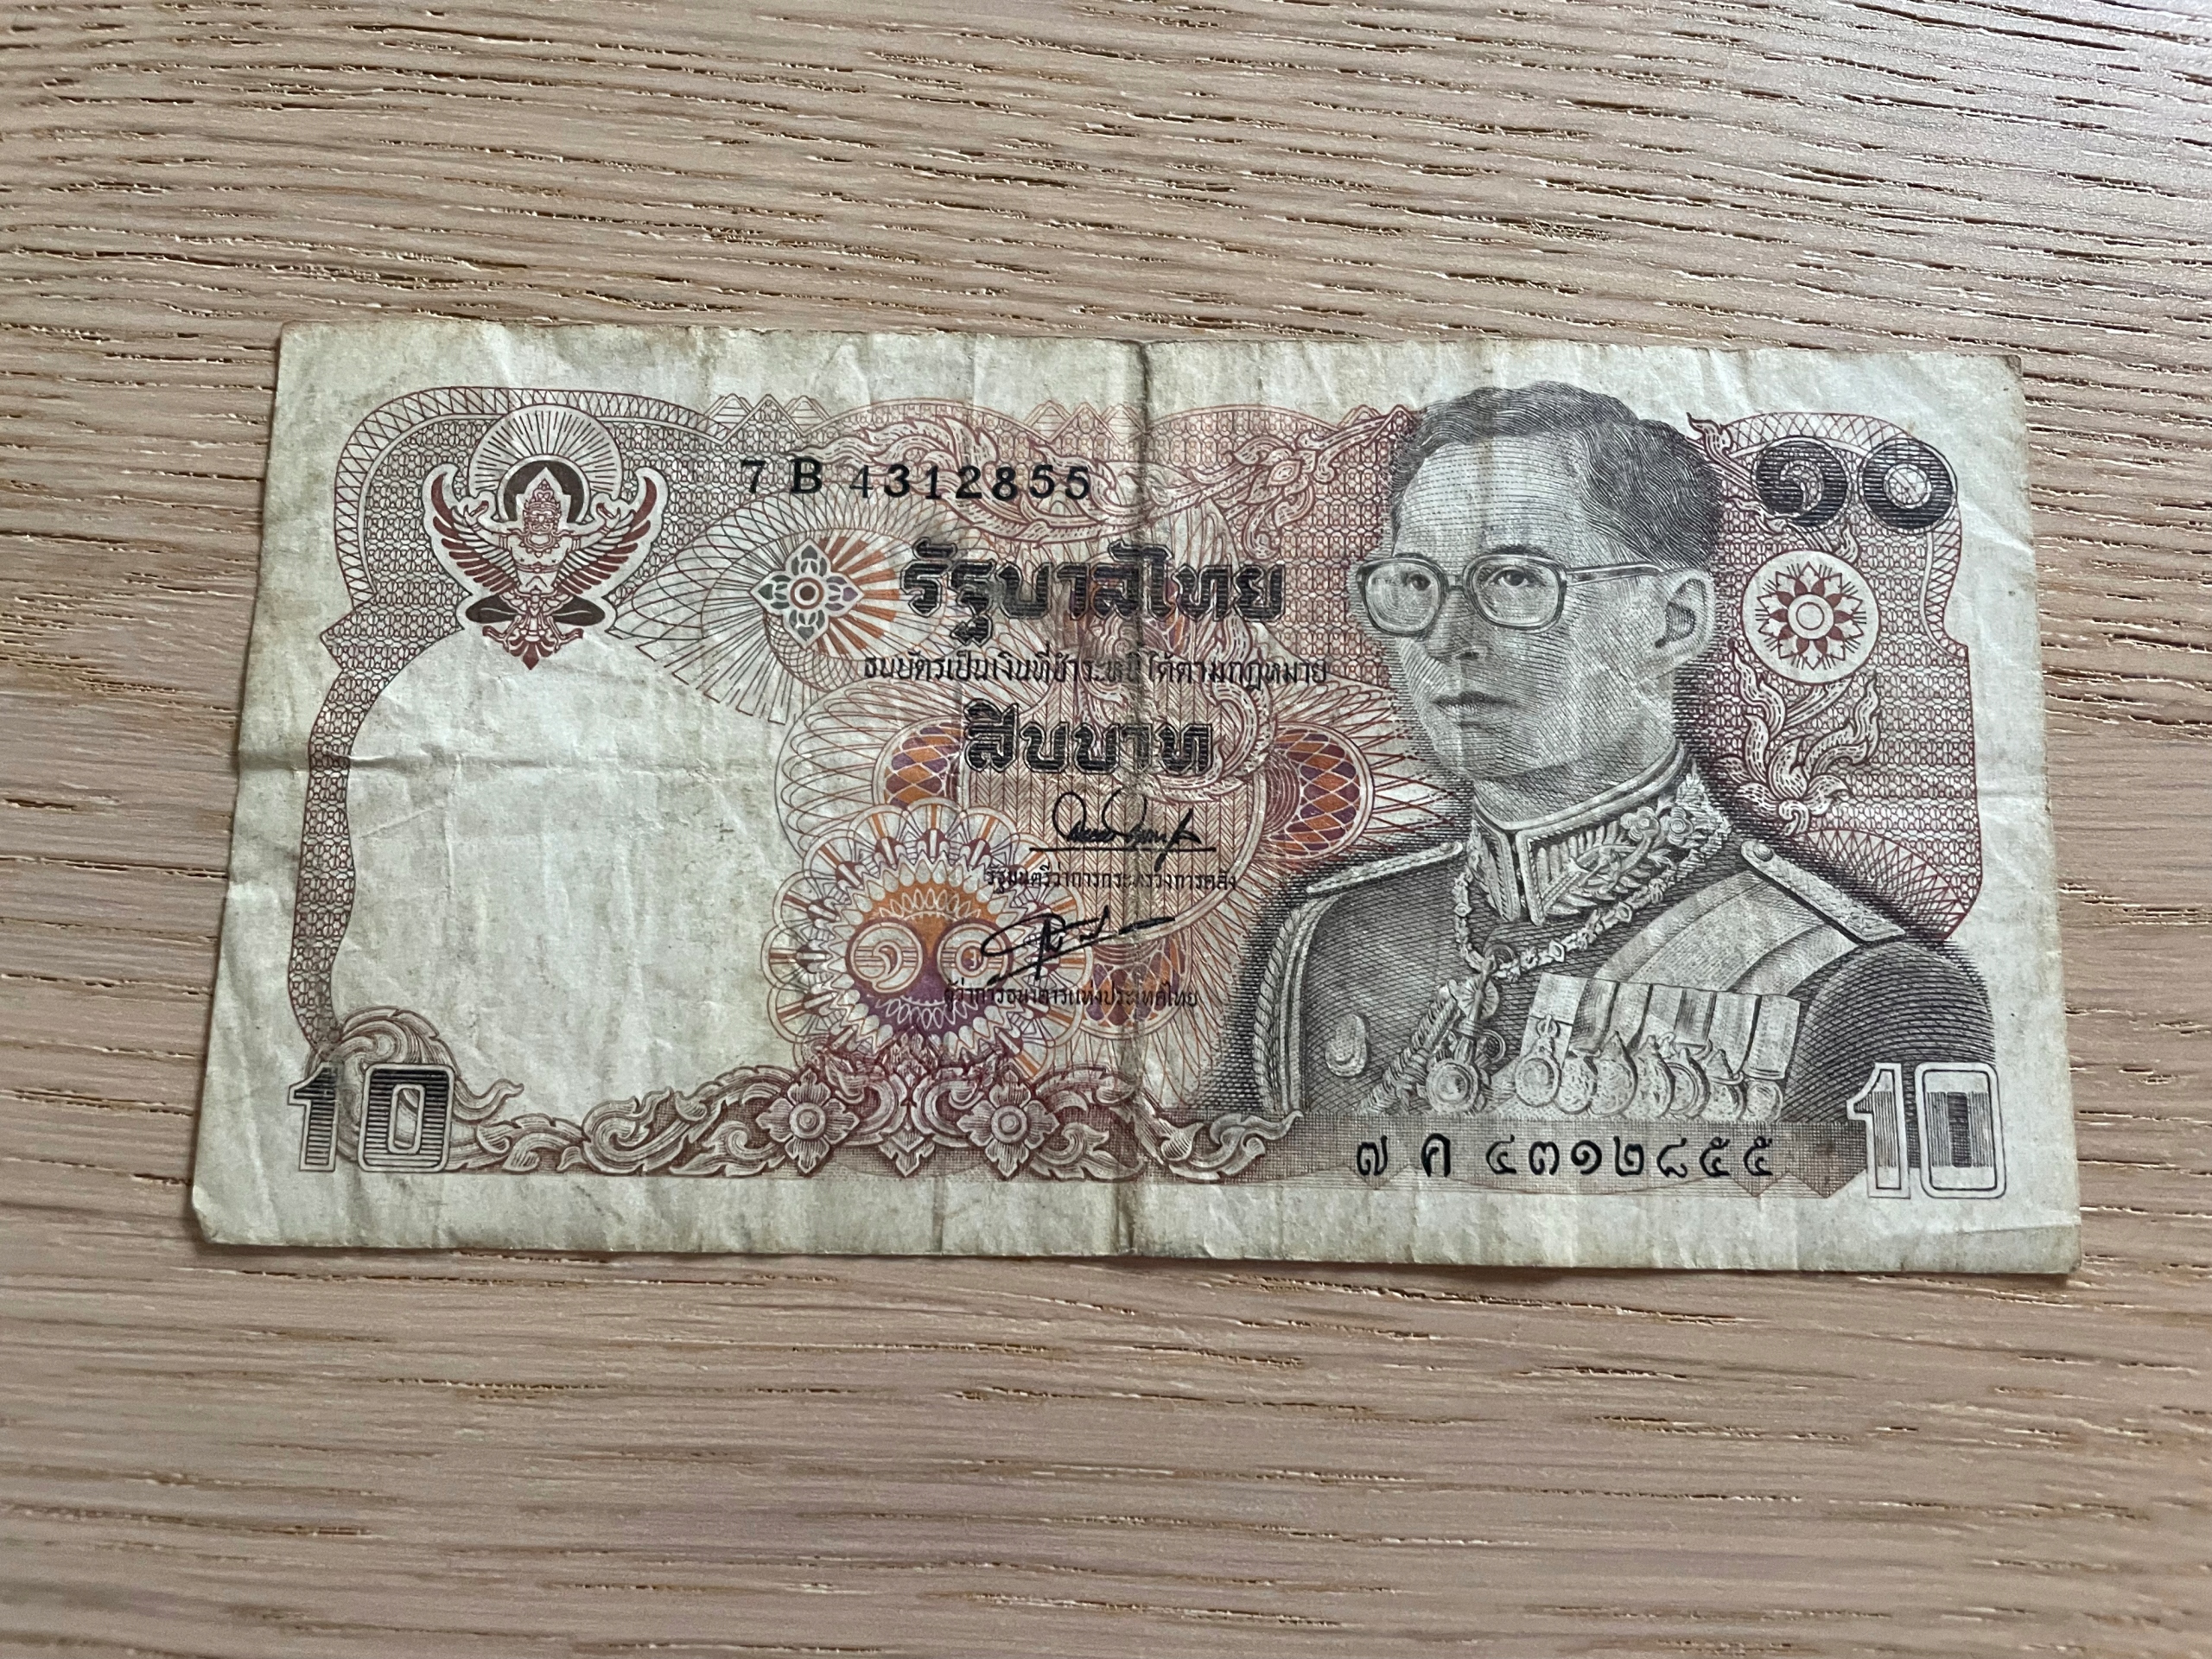 7 B 4312855
๑๐
รัฐบาลไทย
ธนบัตรเป็นเงินที่ชำระหนี้ได้ตามกฎหมาย
สิบบาท
รัฐมนตรีว่าการกระทรวงการคลัง
๑๐
ผู้ว่าการธนาคารแห่งประเทศไทย
10
๗ ค ๔๓๑๒๘๕๕
10